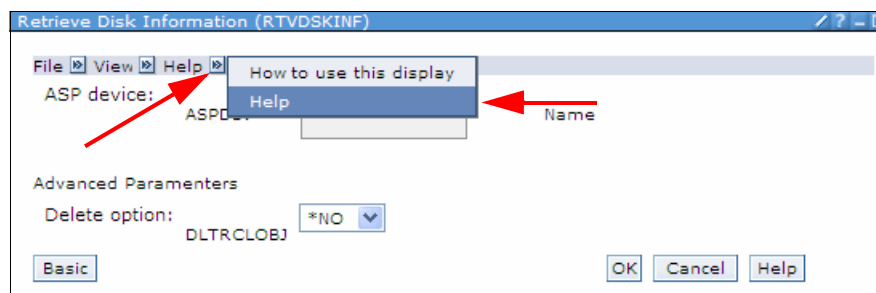 Retrieve Disk Information (RTVDSKINF)
File View Help
How to use this display
ASP device:
Help
Name
Advanced Paramenters
Delete option:
DLTRCLOBJ
*NO
Basic OK Cancel Help